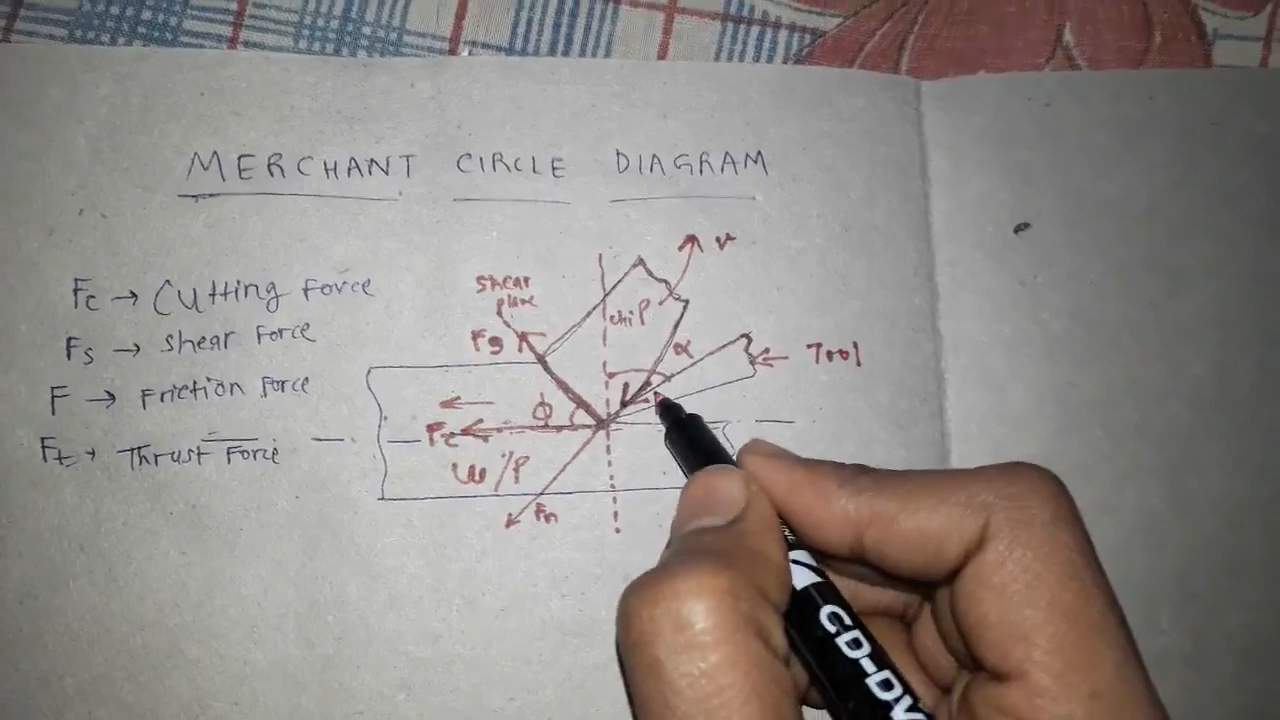 MERCHANT CIRCLE DIAGRAM
Fc → Cutting Force
Fs → Shear Force
F → Friction Force
Ft → Thrust Force
shear
plane
Fs
chip
v
α
Tool
ϕ
Fc
W/P
Fn
CD-DV